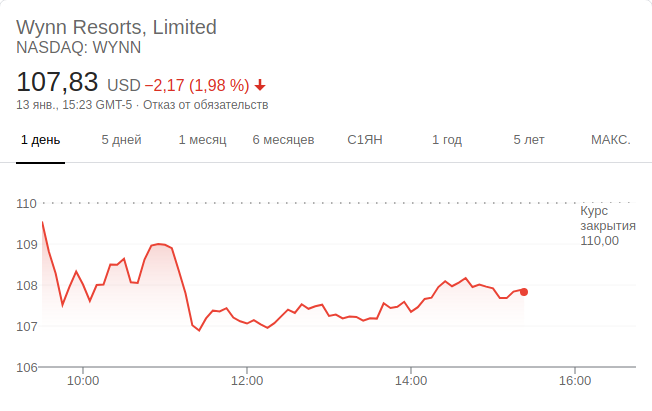 Wynn Resorts, Limited
NASDAQ: WYNN
107,83 USD −2,17 (1,98 %)
13 янв., 15:23 GMT-5 · Отказ от обязательств
1 день 5 дней 1 месяц 6 месяцев С1ЯН 1 год 5 лет МАКС.
110
Курс
закрытия
110,00
109
108
107
106
10:00 12:00 14:00 16:00